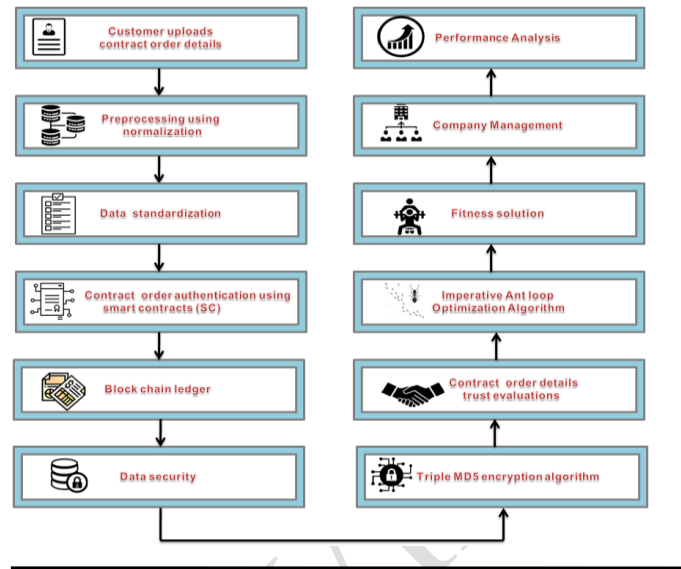 Customer uploads
contract order details
Preprocessing using
normalization
Data standardization
Contract order authentication using
smart contracts (SC)
Block chain ledger
Data security
Triple MD5 encryption algorithm
Contract order details
trust evaluations
Imperative Ant loop
Optimization Algorithm
Fitness solution
Company Management
Performance Analysis